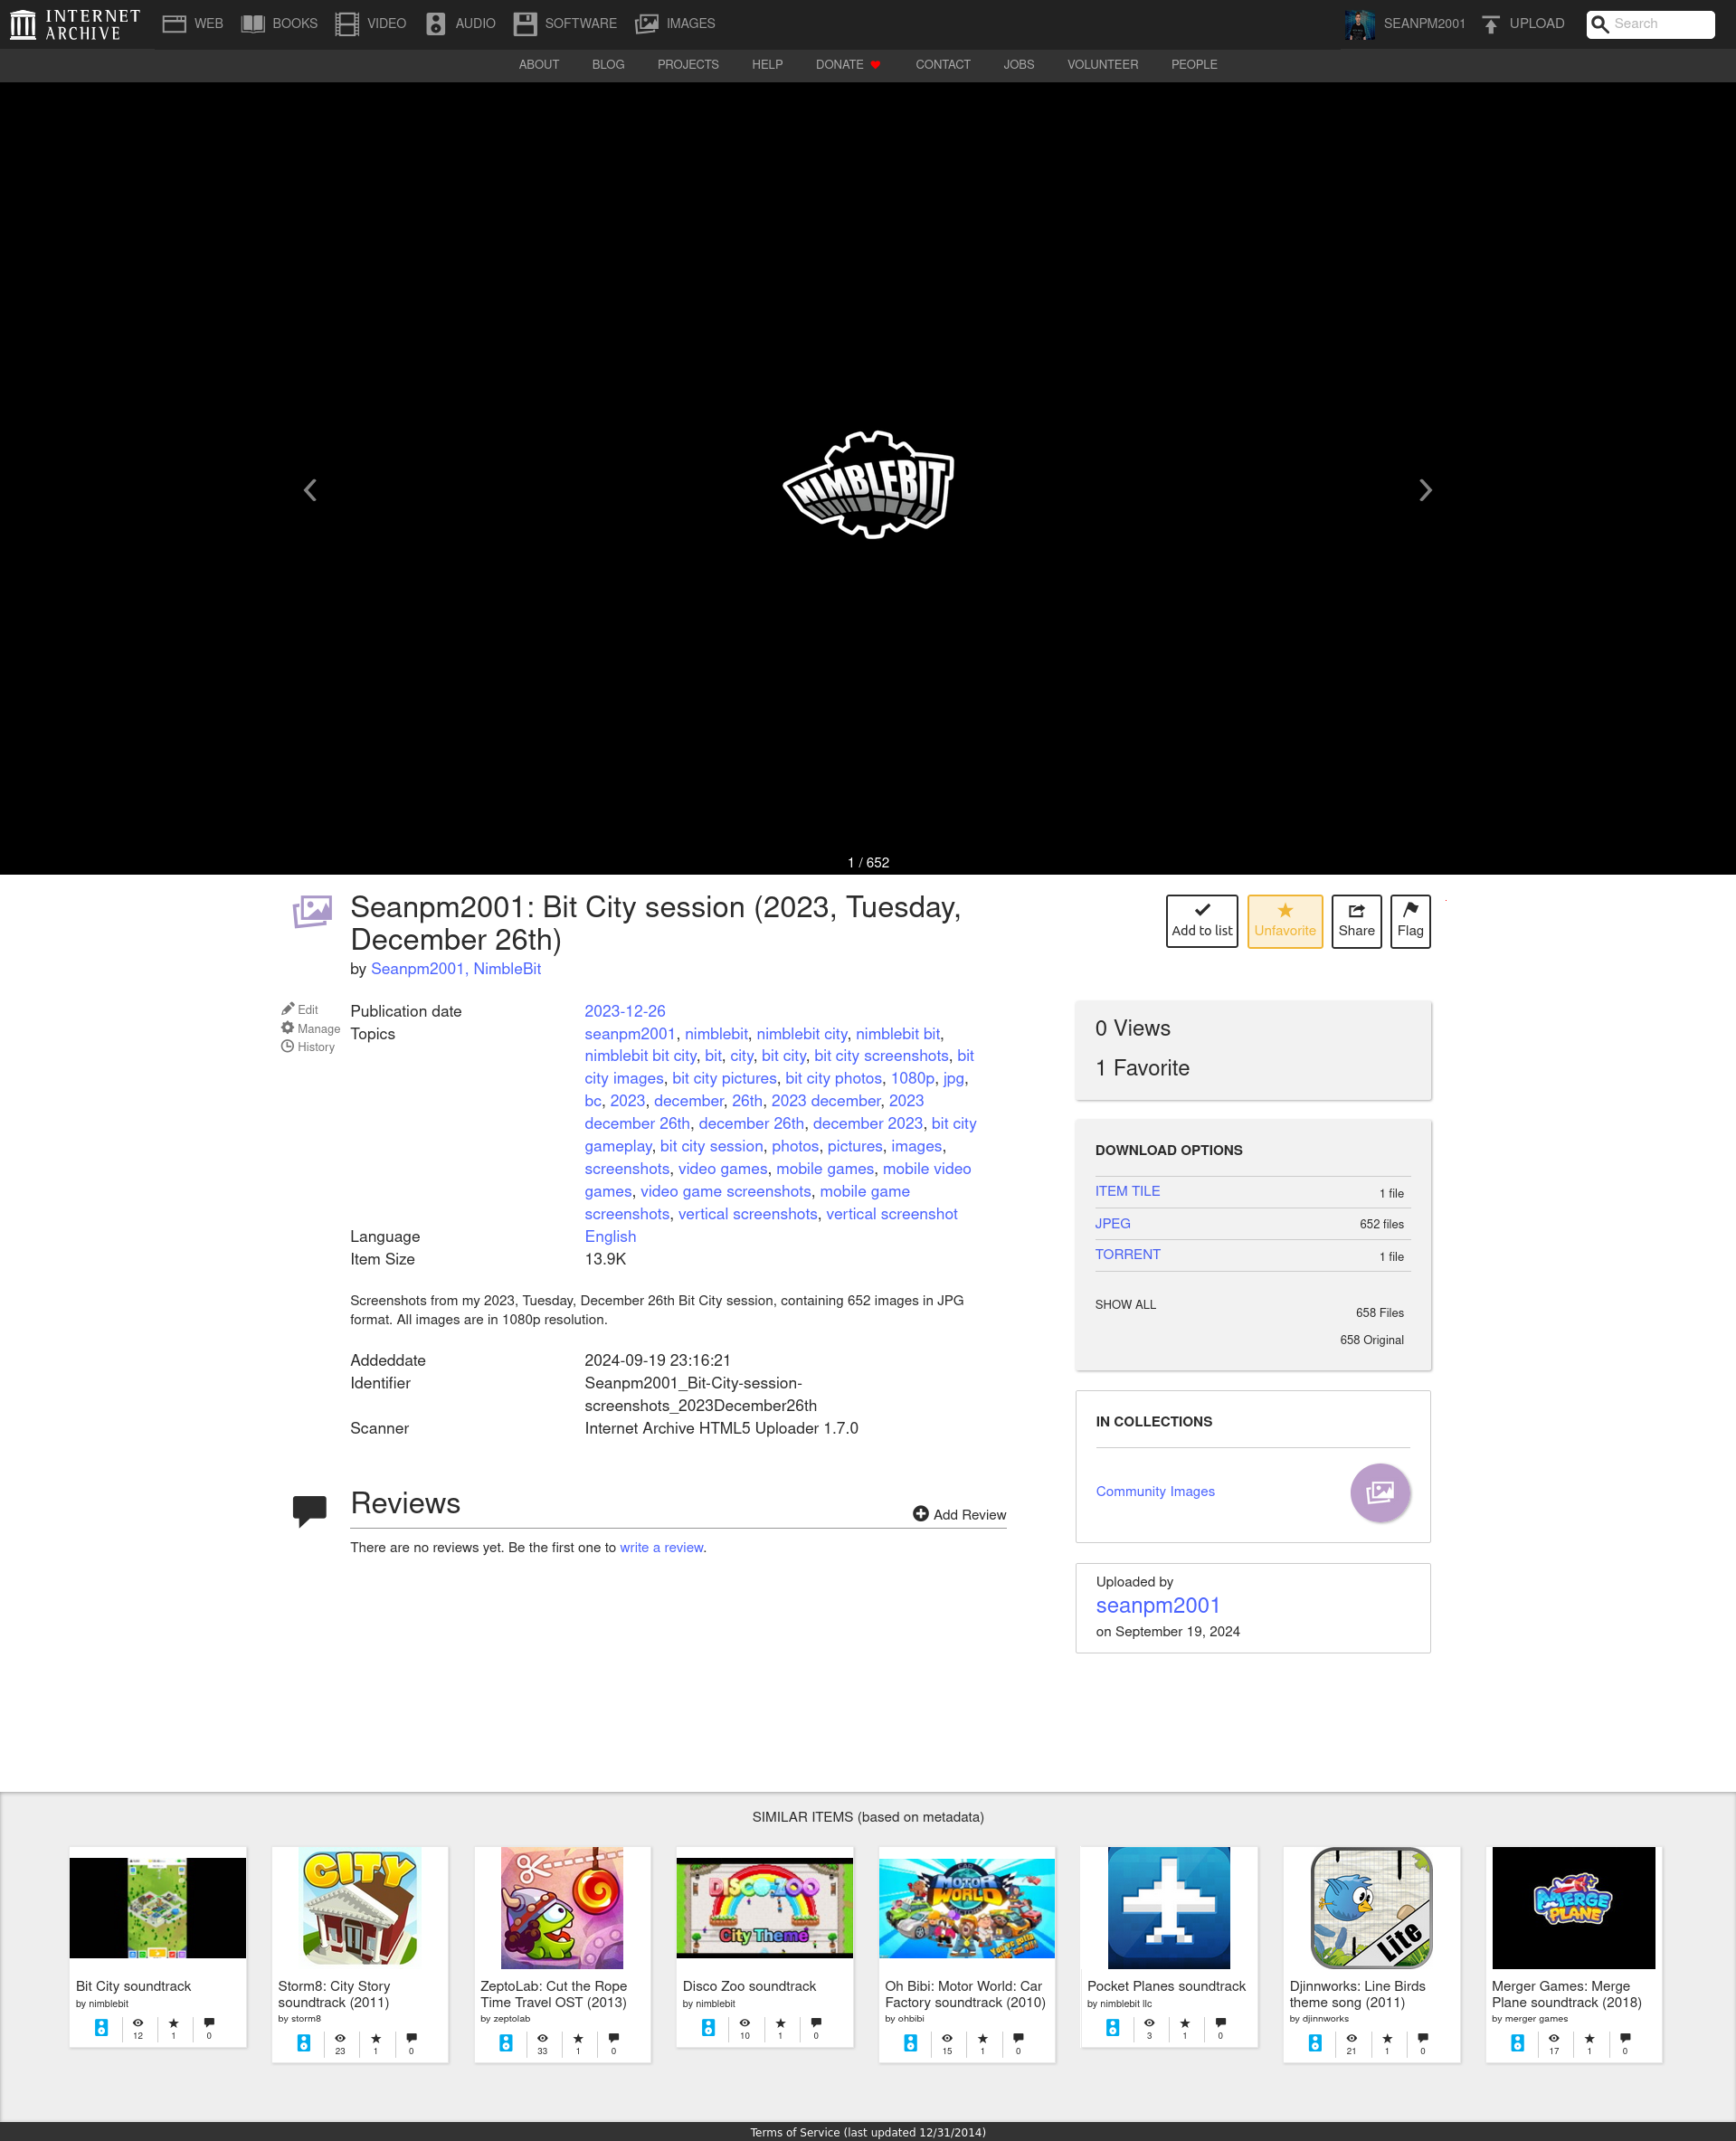 INTERNET ARCHIVE
WEB BOOKS VIDEO AUDIO SOFTWARE IMAGES SEANPM2001 UPLOAD Search
ABOUT BLOG PROJECTS HELP DONATE CONTACT JOBS VOLUNTEER PEOPLE
NIMBLEBIT
1 / 652
Seanpm2001: Bit City session (2023, Tuesday,
December 26th)
by Seanpm2001, NimbleBit
Add to list
Unfavorite
Share
Flag
Edit
Manage
History
Publication date 2023-12-26
Topics seanpm2001, nimblebit, nimblebit city, nimblebit bit,
nimblebit bit city, bit, city, bit city, bit city screenshots, bit
city images, bit city pictures, bit city photos, 1080p, jpg,
bc, 2023, december, 26th, 2023 december, 2023
december 26th, december 26th, december 2023, bit city
gameplay, bit city session, photos, pictures, images,
screenshots, video games, mobile games, mobile video
games, video game screenshots, mobile game
screenshots, vertical screenshots, vertical screenshot
Language English
Item Size 13.9K
Screenshots from my 2023, Tuesday, December 26th Bit City session, containing 652 images in JPG
format. All images are in 1080p resolution.
Addeddate 2024-09-19 23:16:21
Identifier Seanpm2001_Bit-City-session-
screenshots_2023December26th
Scanner Internet Archive HTML5 Uploader 1.7.0
Reviews
Add Review
There are no reviews yet. Be the first one to write a review.
0 Views
1 Favorite
DOWNLOAD OPTIONS
ITEM TILE 1 file
JPEG 652 files
TORRENT 1 file
SHOW ALL 658 Files
658 Original
IN COLLECTIONS
Community Images
Uploaded by
seanpm2001
on September 19, 2024
SIMILAR ITEMS (based on metadata)
Bit City soundtrack
by nimblebit
12 1 0
CITY
Storm8: City Story
soundtrack (2011)
by storm8
23 1 0
ZeptoLab: Cut the Rope
Time Travel OST (2013)
by zeptolab
33 1 0
DISCO ZOO
City Theme
Disco Zoo soundtrack
by nimblebit
10 1 0
CAR
MOTOR
WORLD
Oh Bibi: Motor World: Car
Factory soundtrack (2010)
by ohbibi
15 1 0
Pocket Planes soundtrack
by nimblebit llc
3 1 0
Lite
Djinnworks: Line Birds
theme song (2011)
by djinnworks
21 1 0
MERGE
PLANE
Merger Games: Merge
Plane soundtrack (2018)
by merger games
17 1 0
Terms of Service (last updated 12/31/2014)